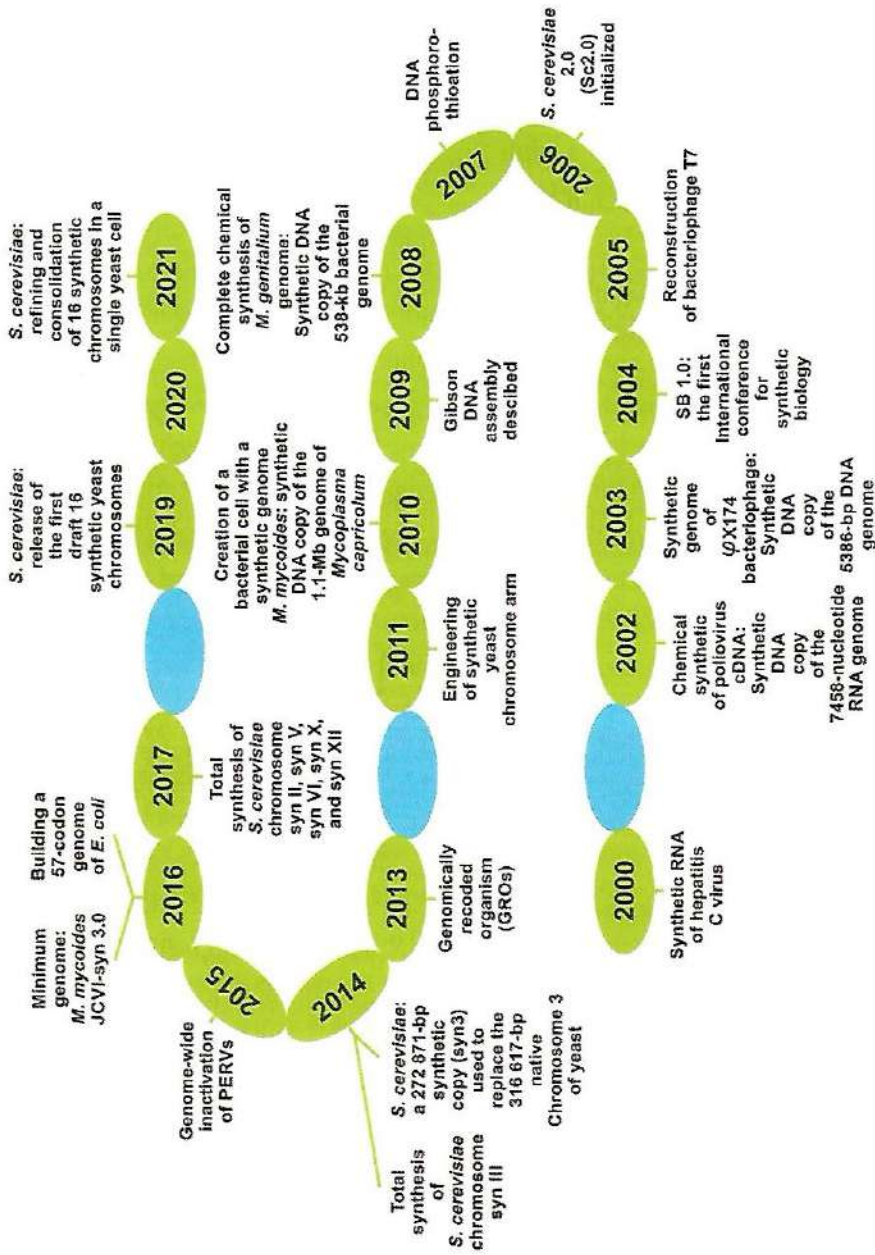 2000
Synthetic RNA
of hepatitis
C virus
2002
Chemical
synthetic
of poliovirus
cDNA:
Synthetic
DNA
copy
of the
7458-nucleotide
RNA genome
2003
Synthetic
genome
of
φX174
bacteriophage:
Synthetic
DNA
copy
of the
5386-bp DNA
genome
2004
SB 1.0:
the first
International
conference
for
synthetic
biology
2005
Reconstruction
of bacteriophage T7
2006
S. cerevisiae
2.0
(Sc2.0)
initialized
2007
DNA
phosphoro-
thioation
2008
Complete chemical
synthesis of
M. genitalium
genome:
Synthetic DNA
copy of the
538-kb bacterial
genome
2009
Gibson
DNA
assembly
descibed
2010
Creation of a
bacterial cell with a
synthetic genome
M. mycoides: synthetic
DNA copy of the
1.1-Mb genome of
Mycoplasma
capricolum
2011
Engineering
of synthetic
yeast
chromosome arm
2013
Genomically
recoded
organism
(GROs)
2014
S. cerevisiae:
a 272 871-bp
synthetic
copy (syn3)
used to
replace the
316 617-bp
native
Chromosome 3
of yeast
Total
synthesis
of
S. cerevisiae
chromosome
syn III
2015
Genome-wide
inactivation
of PERVs
2016
Minimum
genome:
M. mycoides
JCVI-syn 3.0
Building a
57-codon
genome
of E. coli
2017
Total
synthesis of
S. cerevisiae
chromosome
syn II, syn V,
syn VI, syn X,
and syn XII
2019
S. cerevisiae:
release of
the first
draft 16
synthetic yeast
chromosomes
2020
2021
S. cerevisiae:
refining and
consolidation
of 16 synthetic
chromosomes in a
single yeast cell